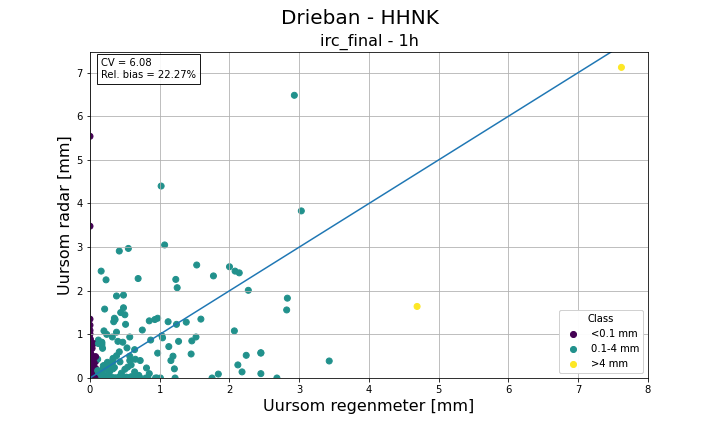 Drieban - HHNK
irc_final - 1h
CV = 6.08
Rel. bias = 22.27%
Uursom radar [mm]
7
6
5
4
3
2
1
0
0 1 2 3 4 5 6 7 8
Uursom regenmeter [mm]
Class
<0.1 mm
0.1-4 mm
>4 mm